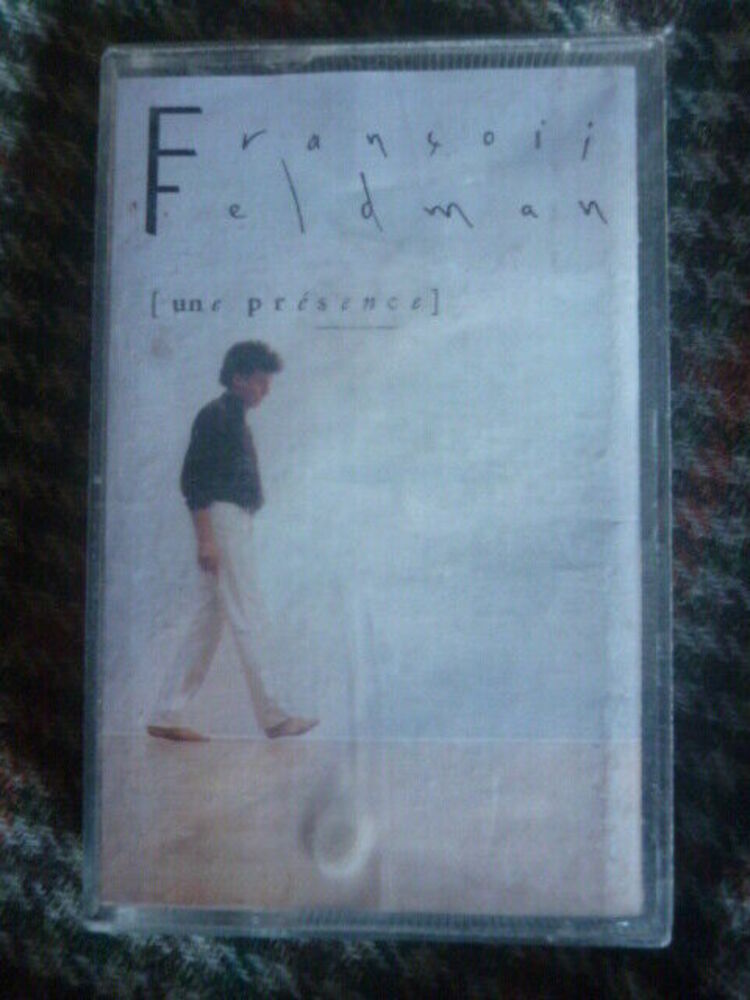 François
Feldman
[une présence]